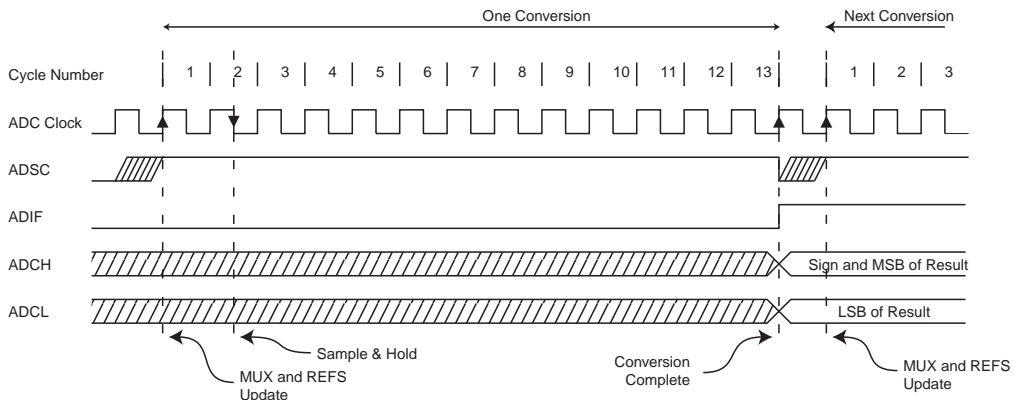 One Conversion
Next Conversion
Cycle Number 1 2 3 4 5 6 7 8 9 10 11 12 13 1 2 3
ADC Clock
ADSC
ADIF
ADCH
Sign and MSB of Result
ADCL
LSB of Result
Sample & Hold
MUX and REFS
Update
Conversion
Complete
MUX and REFS
Update